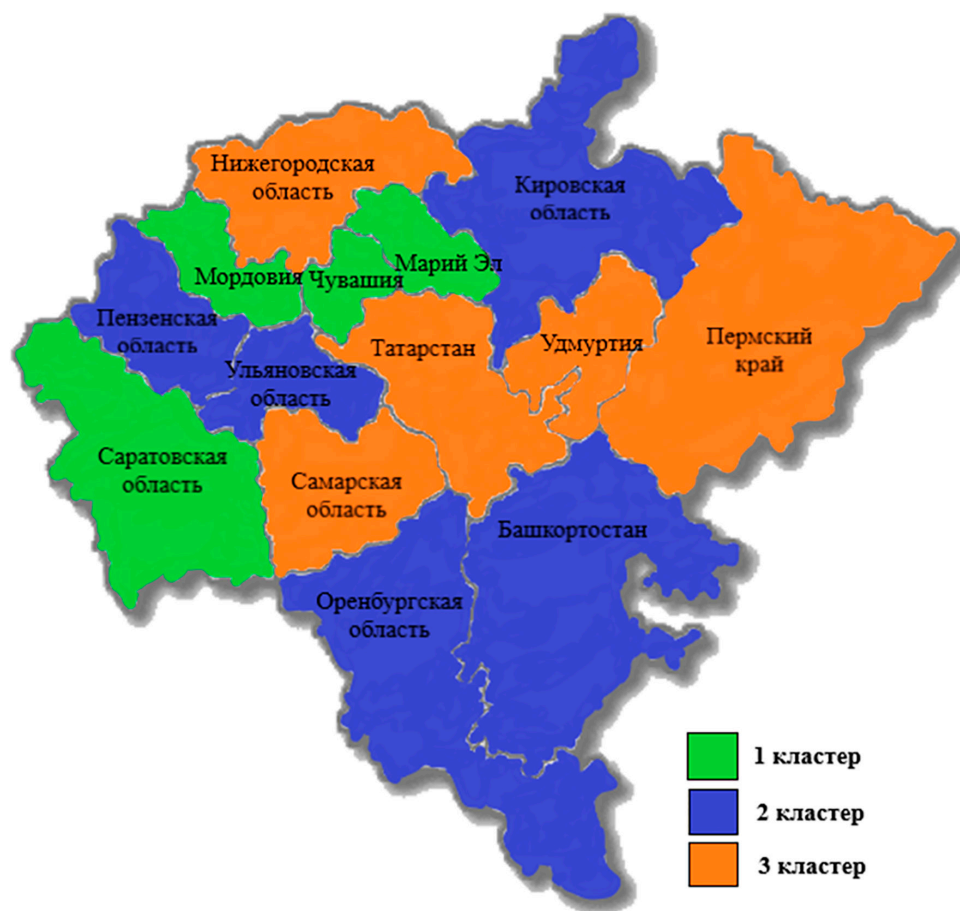 Нижегородская
область
Кировская
область
Мордовия
Чувашия
Марий Эл
Пензенская
область
Ульяновская
область
Татарстан
Удмуртия
Пермский
край
Саратовская
область
Самарская
область
Башкортостан
Оренбургская
область
1 кластер
2 кластер
3 кластер